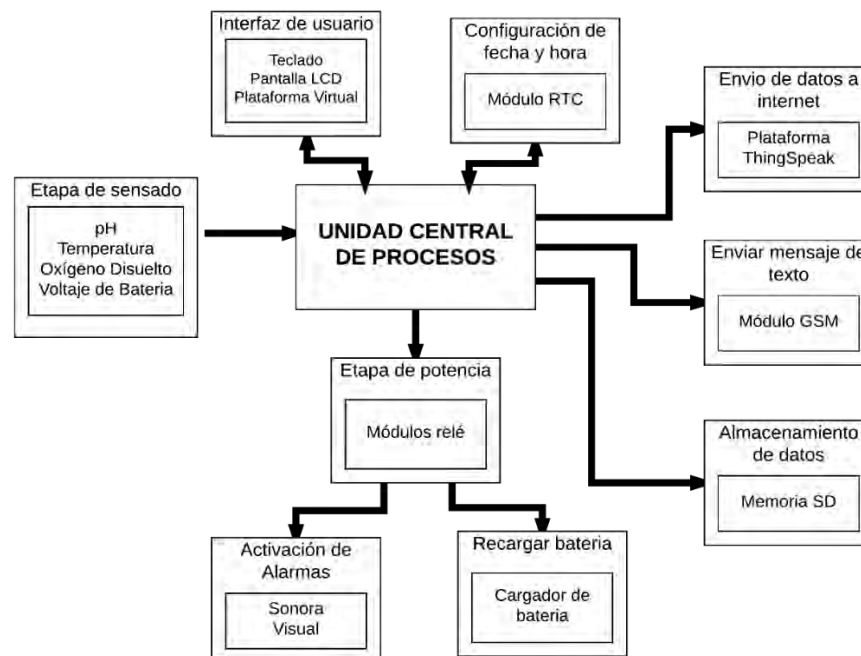 Interfaz de usuario
Teclado
Pantalla LCD
Plataforma Virtual
Configuración de
fecha y hora
Módulo RTC
Envio de datos a
internet
Plataforma
ThingSpeak
Etapa de sensado
pH
Temperatura
Oxígeno Disuelto
Voltaje de Bateria
UNIDAD CENTRAL
DE PROCESOS
Enviar mensaje de
texto
Módulo GSM
Etapa de potencia
Módulos relé
Almacenamiento
de datos
Memoria SD
Activación de
Alarmas
Sonora
Visual
Recargar bateria
Cargador de
bateria